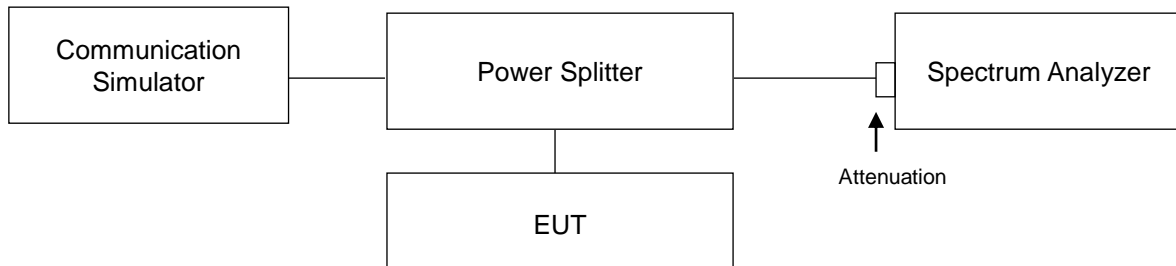 Communication
Simulator
Power Splitter
Spectrum Analyzer
Attenuation
EUT